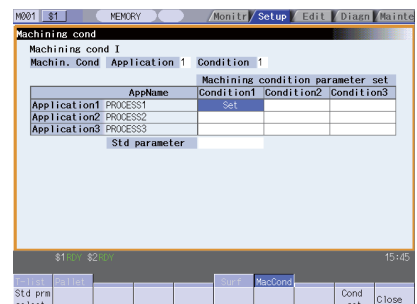 M001 $1 MEMORY Monitr Setup Edit Diagn Mainte
Machining cond
Machining cond I
Machin. Cond Application 1 Condition 1
Machining condition parameter set
AppName Condition1 Condition2 Condition3
Application1 PROCESS1 Set
Application2 PROCESS2
Application3 PROCESS3
Std parameter
$1 RDY $2 RDY 15:45
T-list Pallet Surf MacCond
Std prm Cond Close